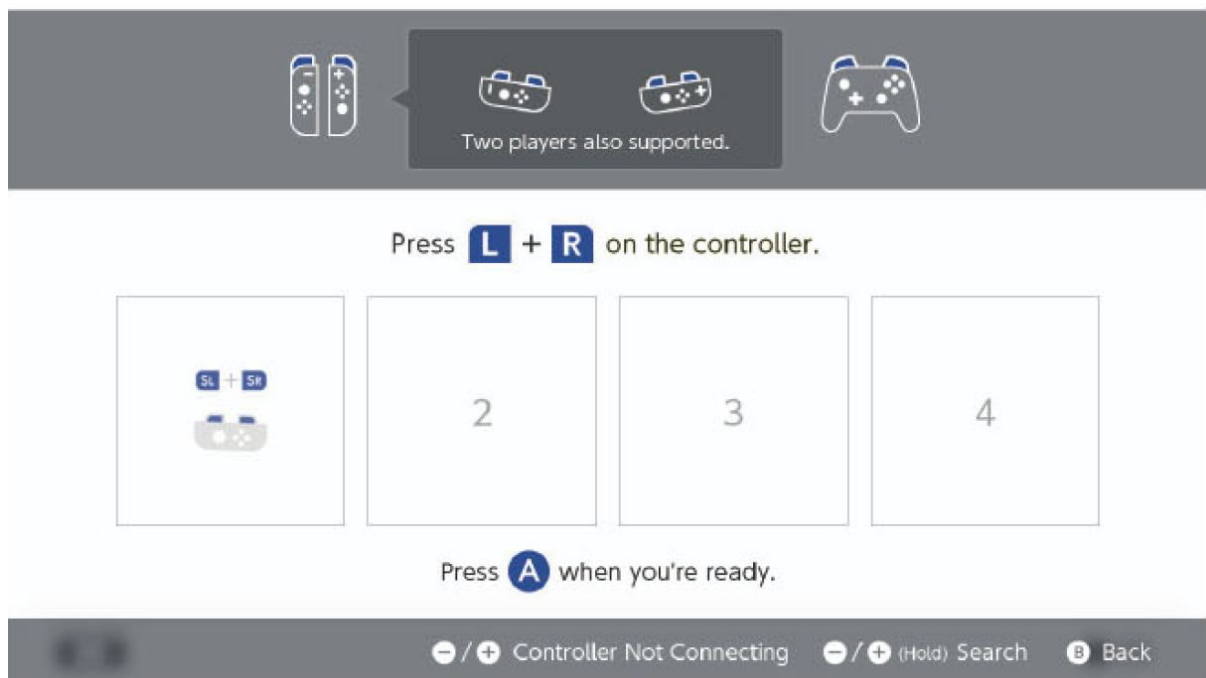 Two players also supported.
Press L + R on the controller.
SL + SR
2
3
4
Press A when you're ready.
−/+ Controller Not Connecting −/+ (Hold) Search B Back